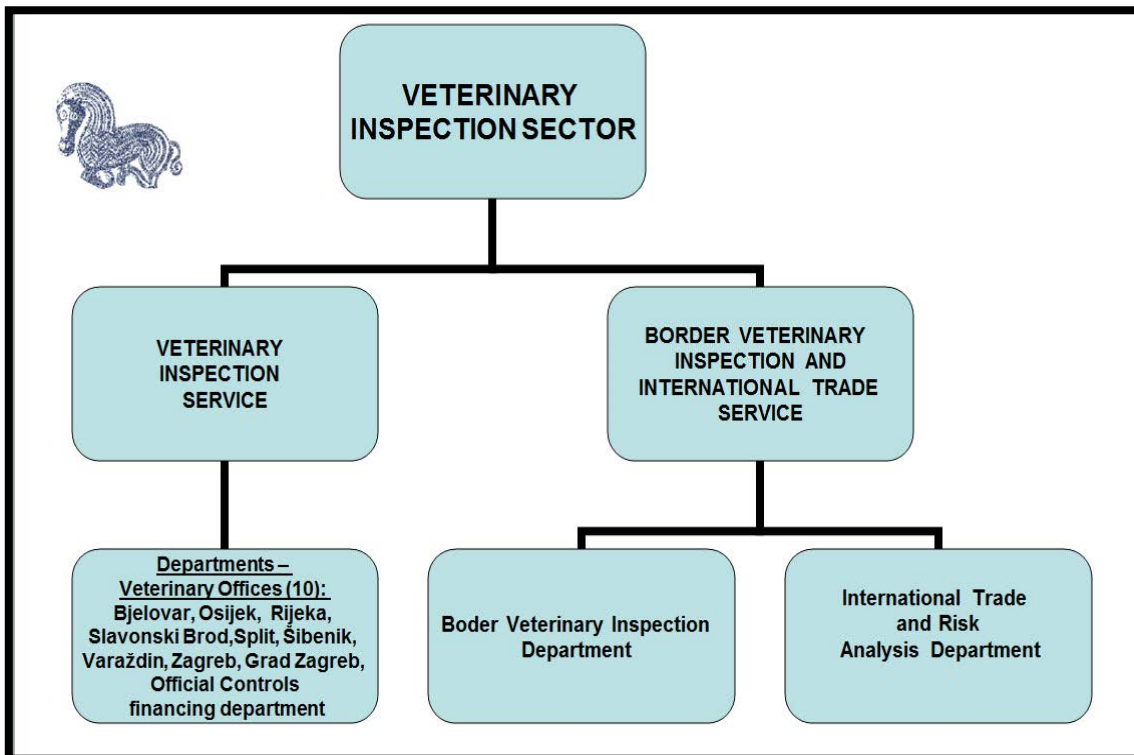 VETERINARY
INSPECTION SECTOR
VETERINARY
INSPECTION
SERVICE
BORDER VETERINARY
INSPECTION AND
INTERNATIONAL TRADE
SERVICE
Departments –
Veterinary Offices (10):
Bjelovar, Osijek, Rijeka,
Slavonski Brod,Split, Šibenik,
Varaždin, Zagreb, Grad Zagreb,
Official Controls
financing department
Boder Veterinary Inspection
Department
International Trade
and Risk
Analysis Department